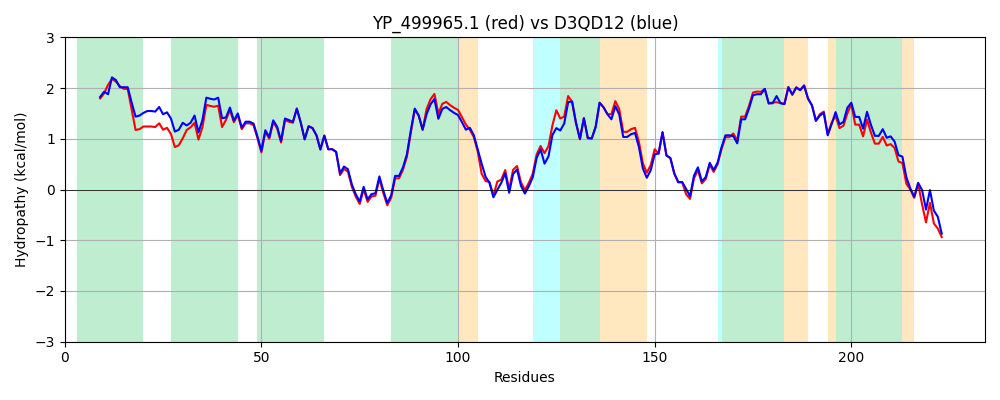 YP_499965.1 (red) vs D3QD12 (blue)
Hydropathy (kcal/mol)
3
2
1
0
−1
−2
−3
0 50 100 150 200
Residues